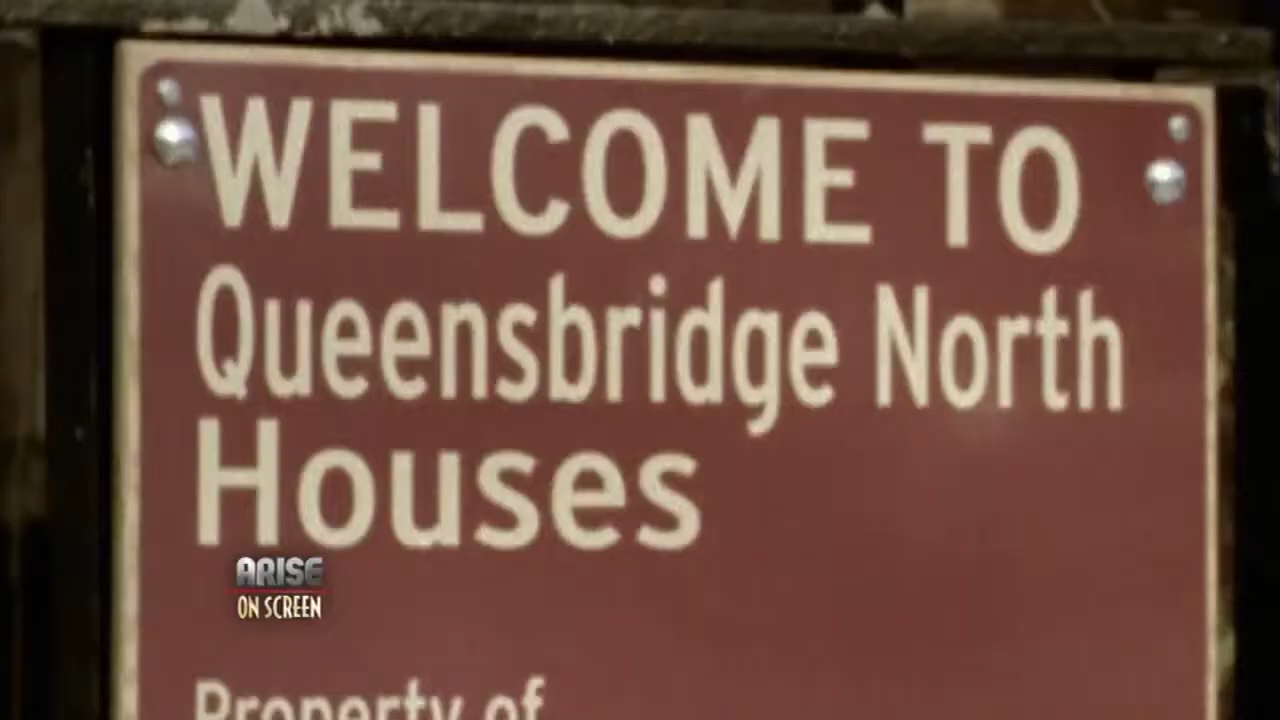 WELCOME TO
Queensbridge North
Houses
ARISE
ON SCREEN
Property of